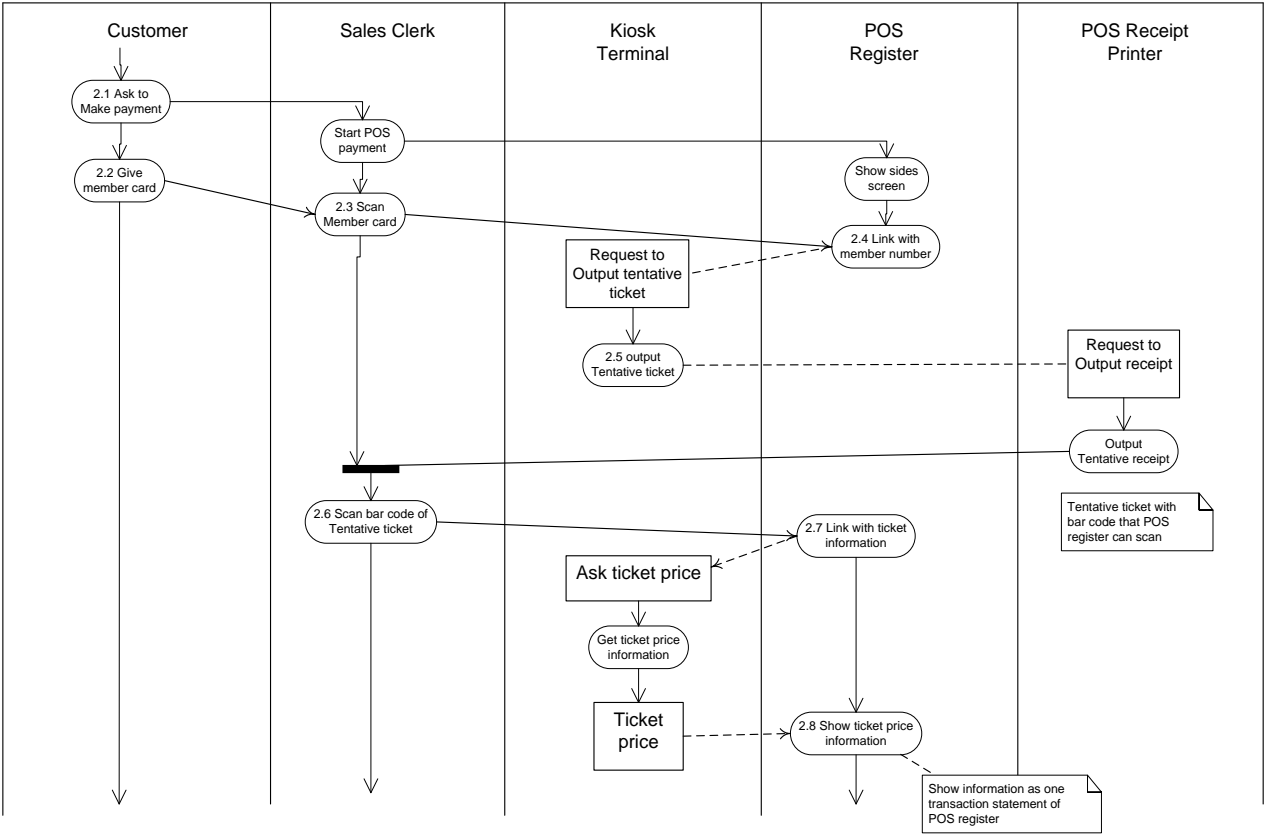 Customer
Sales Clerk
Kiosk
Terminal
POS
Register
POS Receipt
Printer
2.1 Ask to
Make payment
Start POS
payment
2.2 Give
member card
Show sides
screen
2.3 Scan
Member card
2.4 Link with
member number
Request to
Output tentative
ticket
2.5 output
Tentative ticket
Request to
Output receipt
Output
Tentative receipt
2.6 Scan bar code of
Tentative ticket
2.7 Link with ticket
information
Tentative ticket with
bar code that POS
register can scan
Ask ticket price
Get ticket price
information
Ticket
price
2.8 Show ticket price
information
Show information as one
transaction statement of
POS register